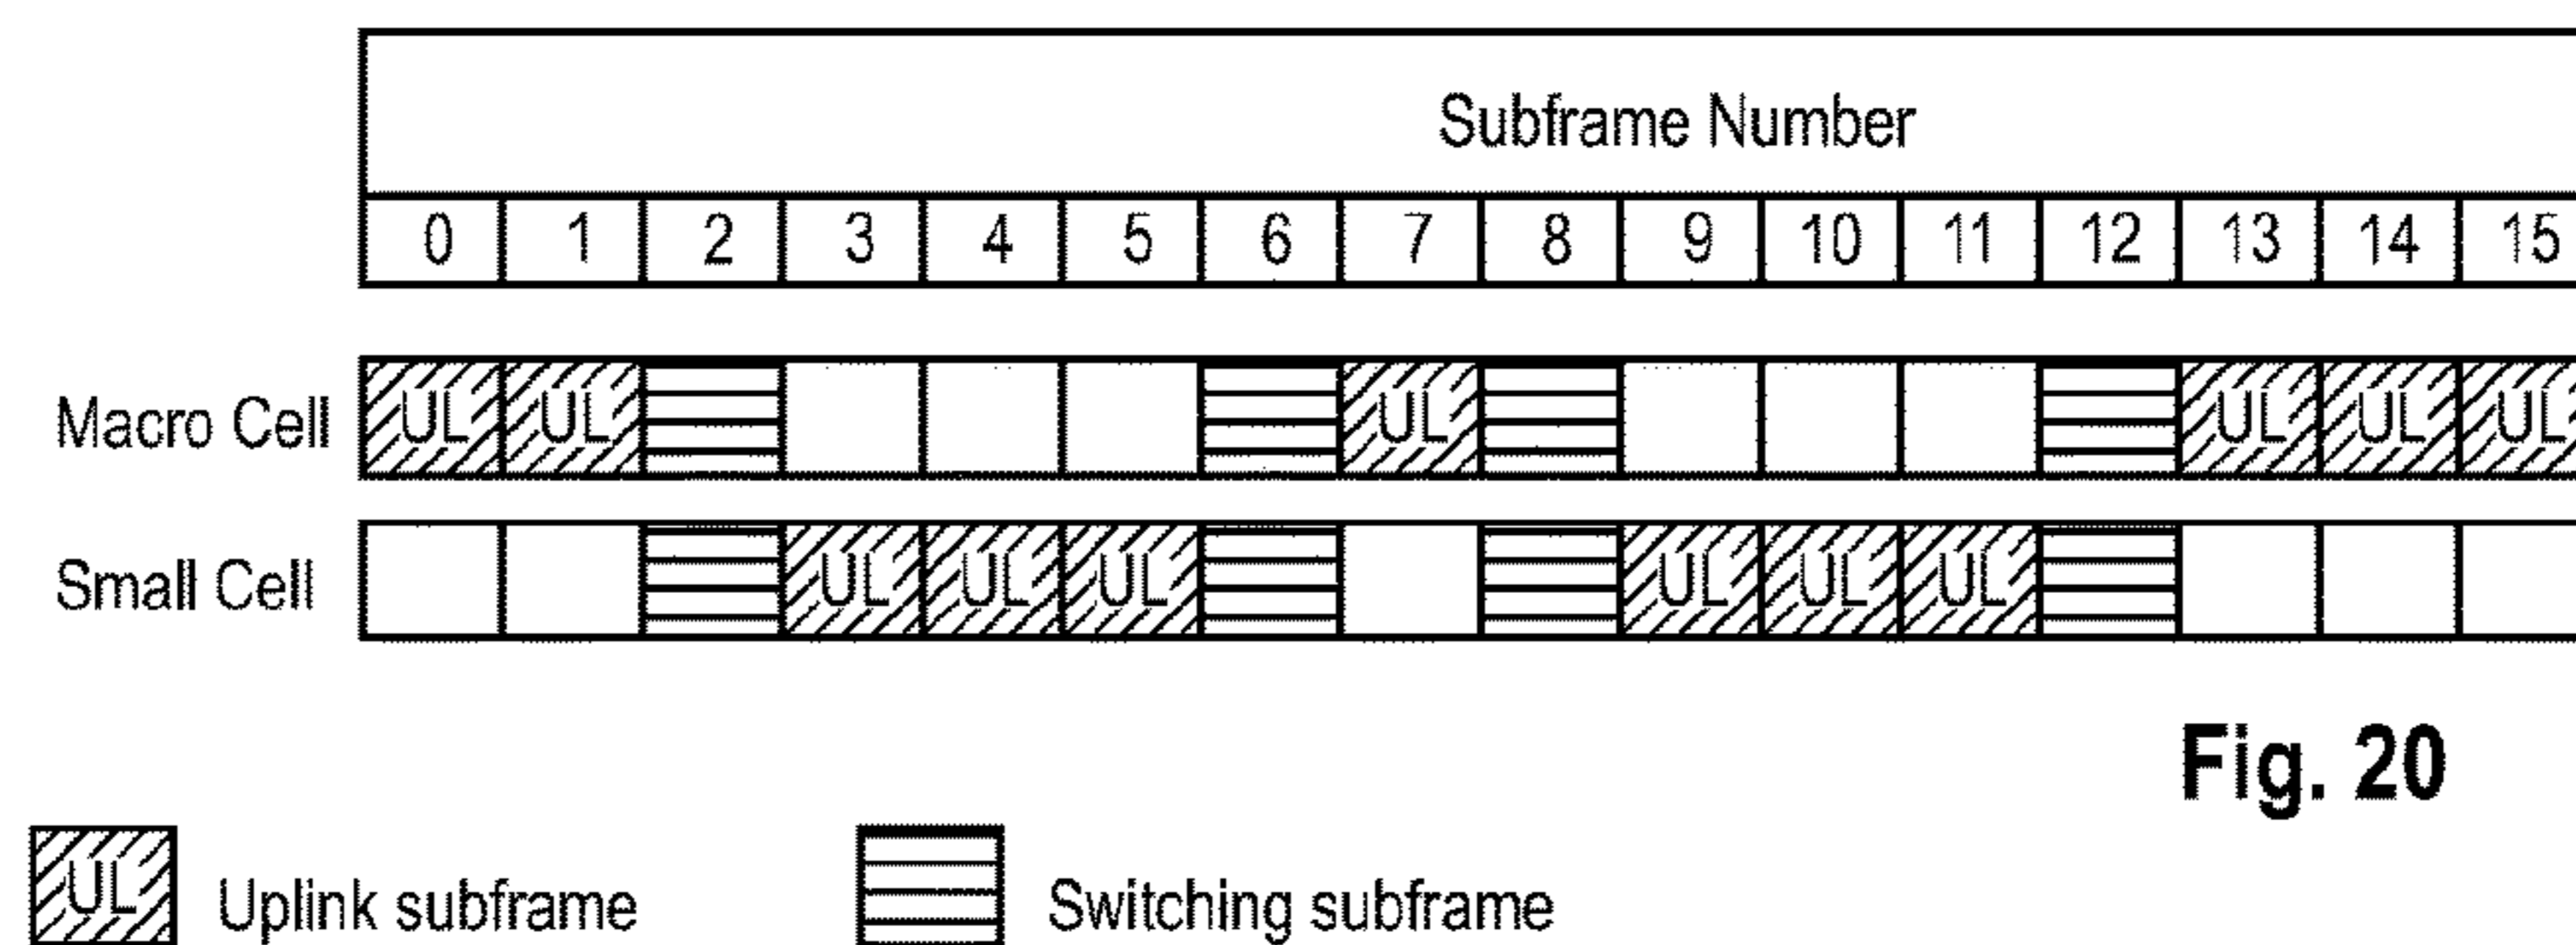 Subframe Number
0 1 2 3 4 5 6 7 8 9 10 11 12 13 14 15
Macro Cell UL UL UL UL UL UL
Small Cell UL UL UL UL UL UL
Fig. 20
UL Uplink subframe Switching subframe